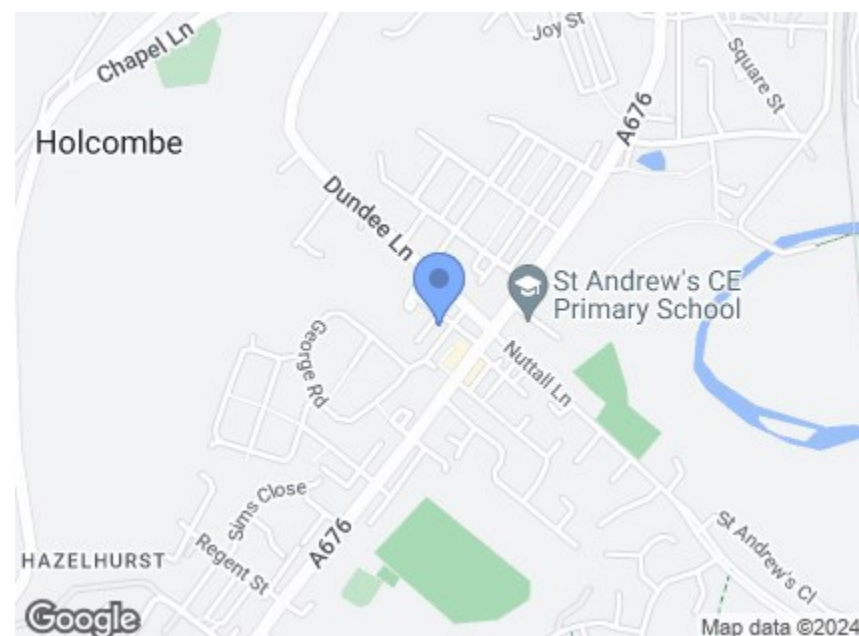 Joy St
Chapel Ln
Square St
A676
Holcombe
Dundee Ln
St Andrew's CE
Primary School
George Rd
Nuttall Ln
Sims Close
Regent St
A676
HAZELHURST
St Andrew's Cl
Google
Map data ©2024